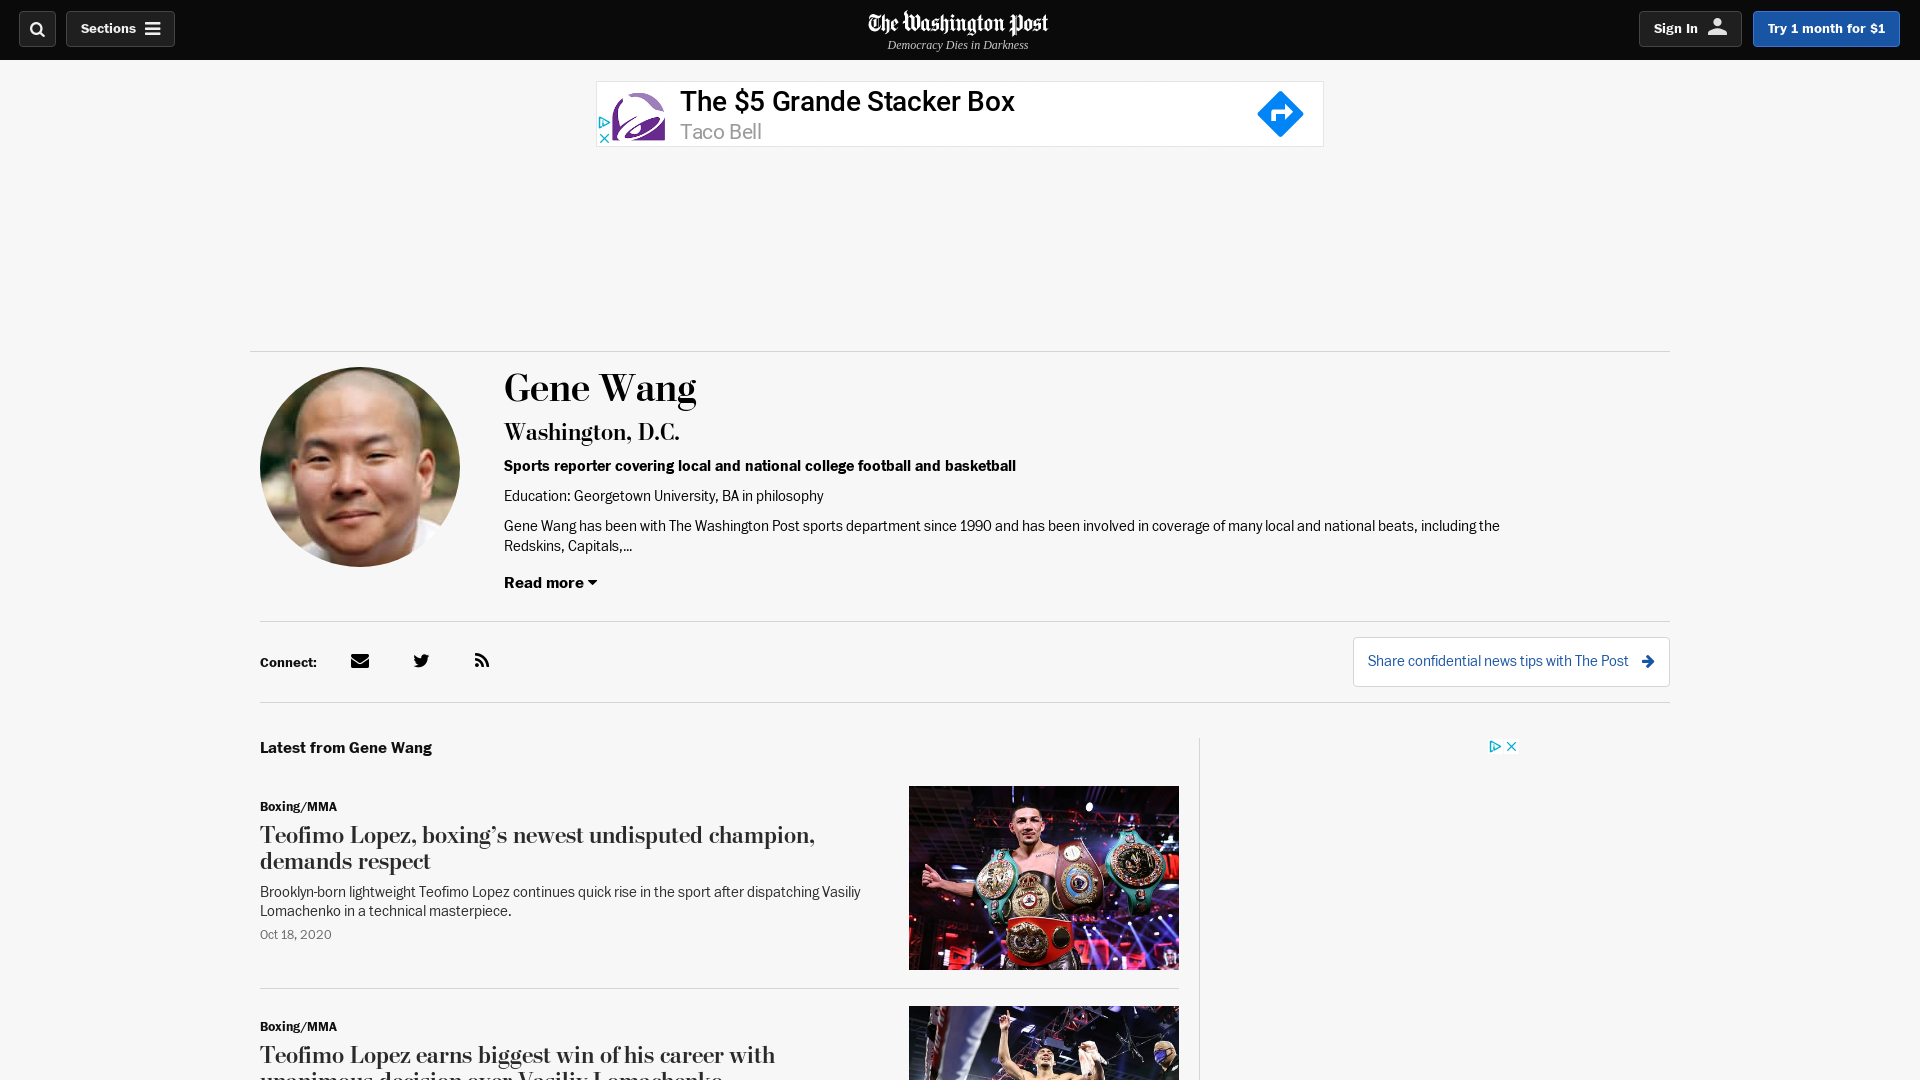 Sections
The Washington Post
Democracy Dies in Darkness
Sign In
Try 1 month for $1
The $5 Grande Stacker Box
Taco Bell
Gene Wang
Washington, D.C.
Sports reporter covering local and national college football and basketball
Education: Georgetown University, BA in philosophy
Gene Wang has been with The Washington Post sports department since 1990 and has been involved in coverage of many local and national beats, including the
Redskins, Capitals,...
Read more
Connect:
Share confidential news tips with The Post
Latest from Gene Wang
Boxing/MMA
Teofimo Lopez, boxing’s newest undisputed champion,
demands respect
Brooklyn-born lightweight Teofimo Lopez continues quick rise in the sport after dispatching Vasiliy
Lomachenko in a technical masterpiece.
Oct 18, 2020
Boxing/MMA
Teofimo Lopez earns biggest win of his career with
unanimous decision over Vasiliy Lomachenko